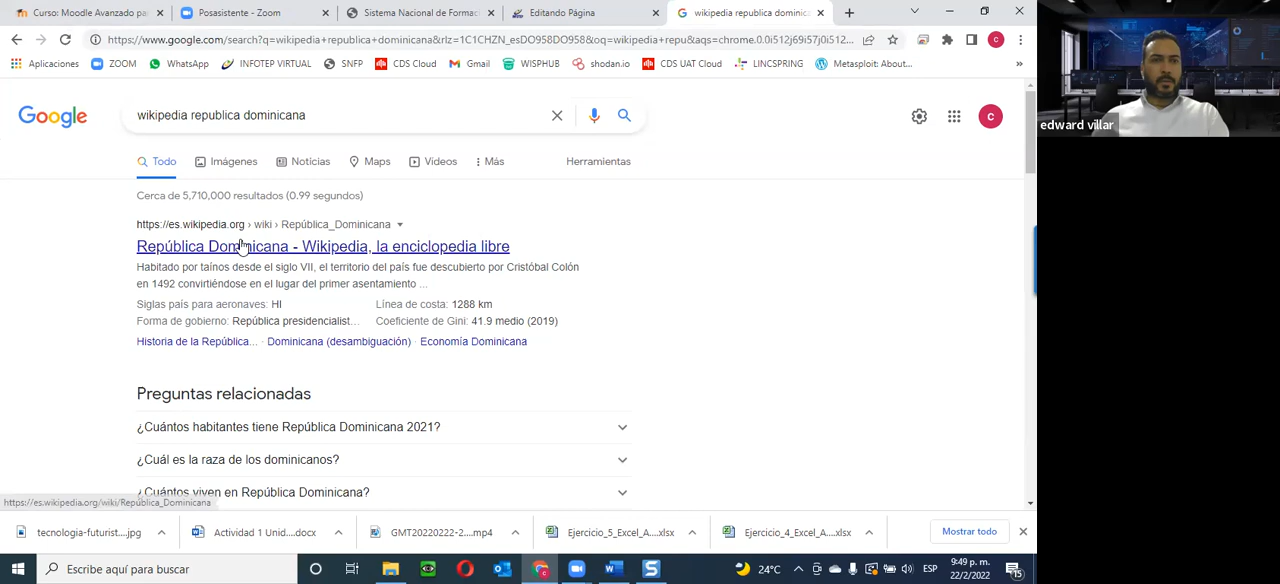 Curso: Moodle Avanzado par
Posasistente - Zoom
Sistema Nacional de Formac
Editando Página
wikipedia republica dominic
https://www.google.com/search?q=wikipedia+republica+dominicana&rlz=1C1CHZN_esDO958DO958&oq=wikipedia+repu&aqs=chrome.0.0i512j69i57j0i512...
C
Aplicaciones
ZOOM
WhatsApp
INFOTEP VIRTUAL
SNFP
CDS Cloud
Gmail
WISPHUB
shodan.io
CDS UAT Cloud
LINCSPRING
Metasploit: About...
»
edward villar
Google
wikipedia republica dominicana
C
Todo
Imágenes
Noticias
Maps
Videos
Más
Herramientas
Cerca de 5,710,000 resultados (0.99 segundos)
https://es.wikipedia.org › wiki › República_Dominicana
República Dominicana - Wikipedia, la enciclopedia libre
Habitado por taínos desde el siglo VII, el territorio del país fue descubierto por Cristóbal Colón
en 1492 convirtiéndose en el lugar del primer asentamiento ...
Siglas país para aeronaves: HI
Línea de costa: 1288 km
Forma de gobierno: República presidencialist...
Coeficiente de Gini: 41.9 medio (2019)
Historia de la República... · Dominicana (desambiguación) · Economía Dominicana
Preguntas relacionadas
¿Cuántos habitantes tiene República Dominicana 2021?
¿Cuál es la raza de los dominicanos?
¿Cuántos viven en República Dominicana?
https://es.wikipedia.org/wiki/República_Dominicana
tecnologia-futurist....jpg
Actividad 1 Unid....docx
GMT20220222-2....mp4
Ejercicio_5_Excel_A....xlsx
Ejercicio_4_Excel_A....xlsx
Mostrar todo
Escribe aquí para buscar
24°C
ESP
9:49 p. m.
22/2/2022
15